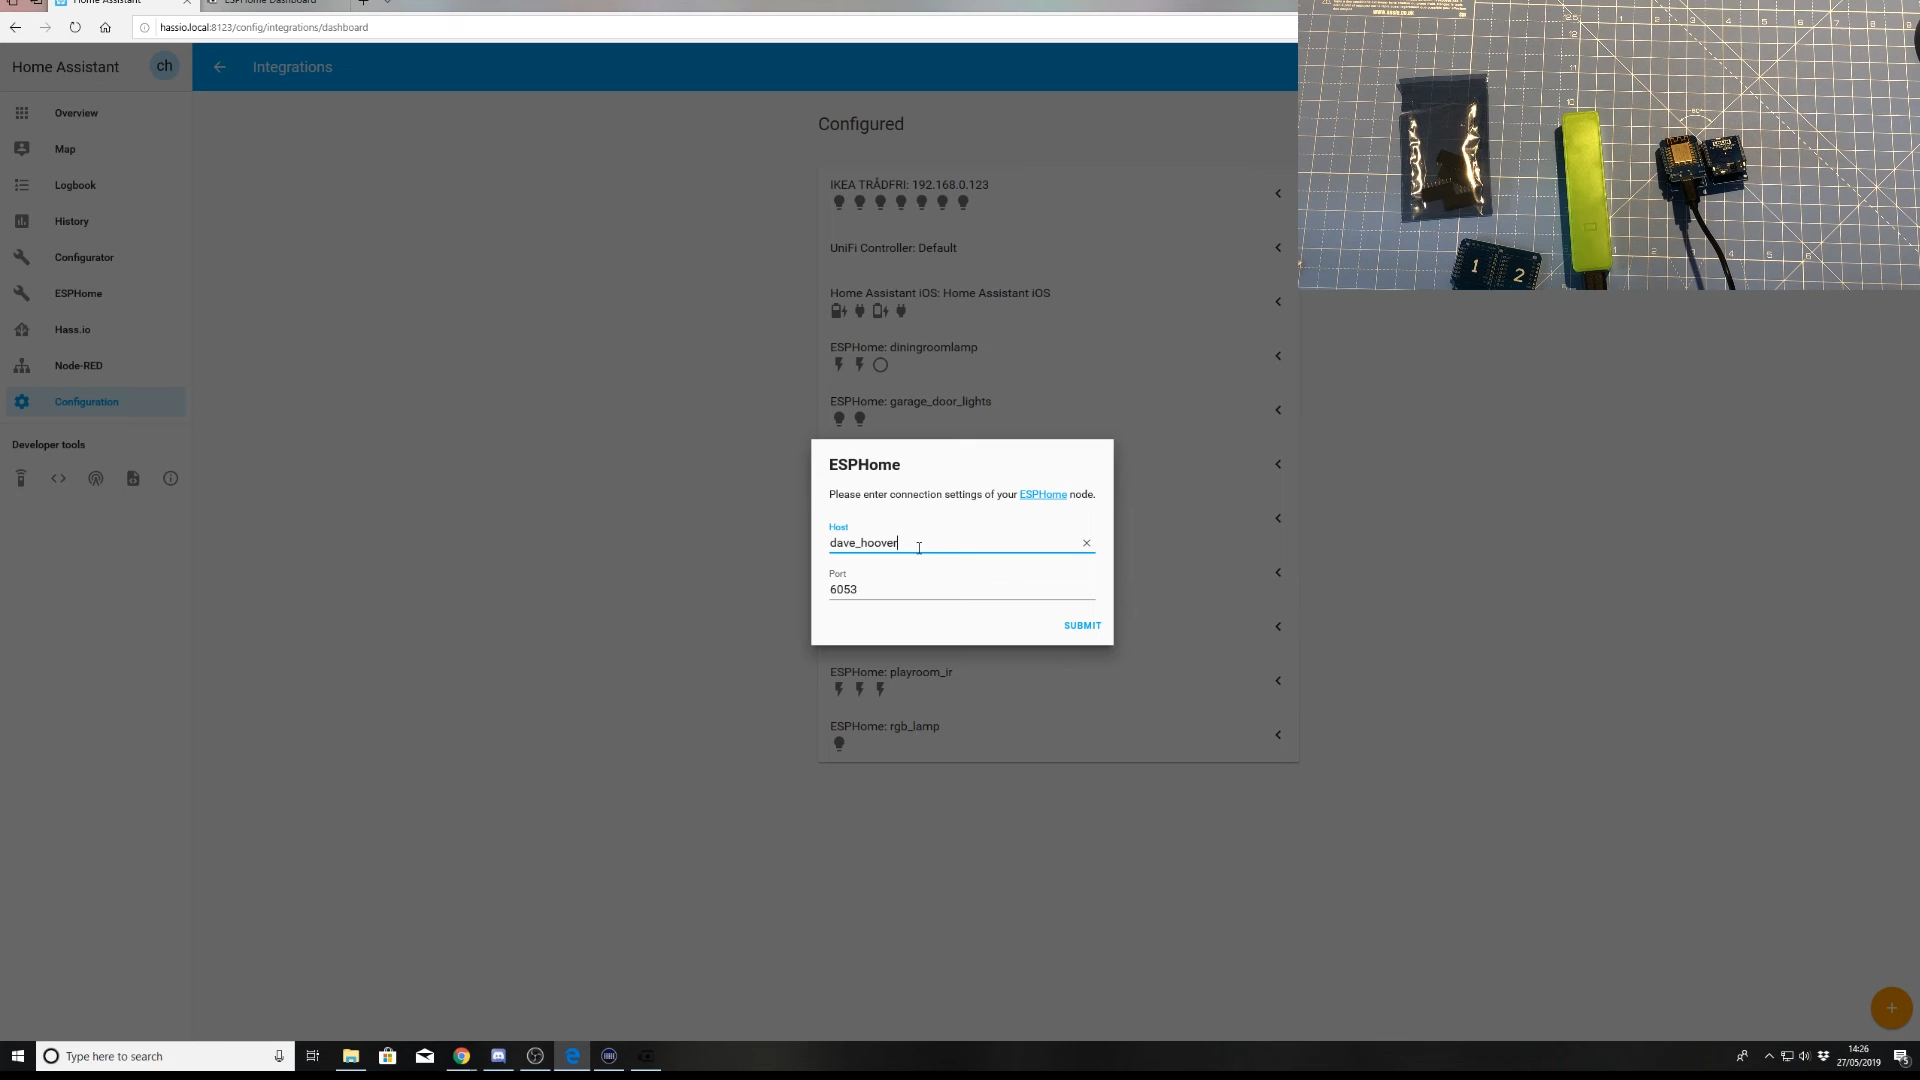 Home Assistant
ESPHome Dashboard
hassio.local:8123/config/integrations/dashboard
Home Assistant
ch
Integrations
Overview
Map
Logbook
History
Configurator
ESPHome
Hass.io
Node-RED
Configuration
Developer tools
Configured
IKEA TRÅDFRI: 192.168.0.123
UniFi Controller: Default
Home Assistant iOS: Home Assistant iOS
ESPHome: diningroomlamp
ESPHome: garage_door_lights
ESPHome
Please enter connection settings of your ESPHome node.
Host
dave_hoover
Port
6053
SUBMIT
ESPHome: playroom_ir
ESPHome: rgb_lamp
1 2
Type here to search
14:26
27/05/2019
5